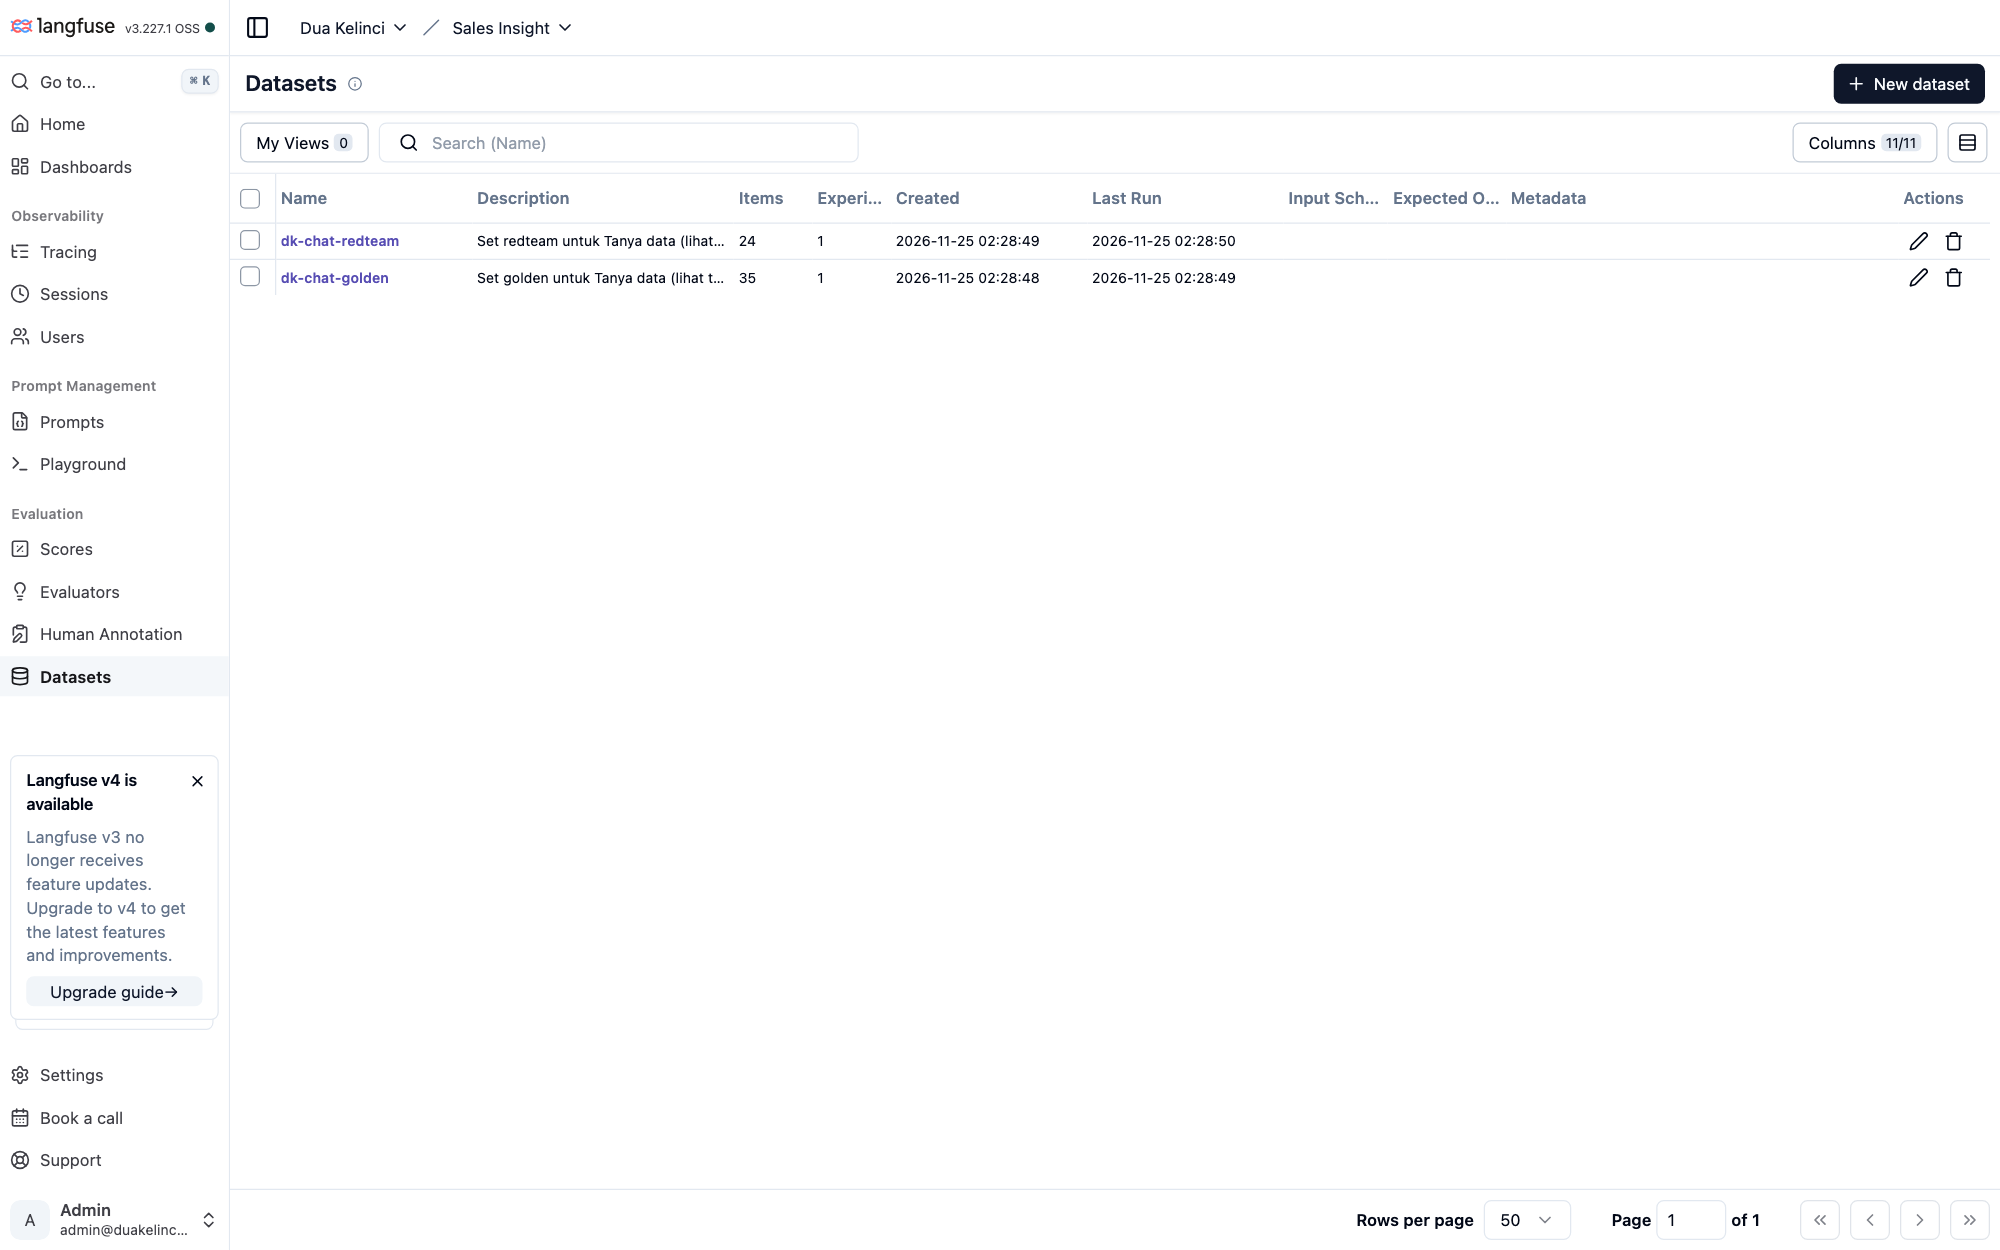 langfuse v3.227.1 OSS
Dua Kelinci
Sales Insight
Go to...
⌘ K
Home
Dashboards
Observability
Tracing
Sessions
Users
Prompt Management
Prompts
Playground
Evaluation
Scores
Evaluators
Human Annotation
Datasets
Langfuse v4 is
available
Langfuse v3 no
longer receives
feature updates.
Upgrade to v4 to get
the latest features
and improvements.
Upgrade guide→
Settings
Book a call
Support
A
Admin
admin@duakelinc...
Datasets
New dataset
My Views 0
Search (Name)
Columns 11/11
Name Description Items Experi... Created Last Run Input Sch... Expected O... Metadata Actions
dk-chat-redteam Set redteam untuk Tanya data (lihat... 24 1 2026-11-25 02:28:49 2026-11-25 02:28:50
dk-chat-golden Set golden untuk Tanya data (lihat t... 35 1 2026-11-25 02:28:48 2026-11-25 02:28:49
Rows per page 50 Page 1 of 1